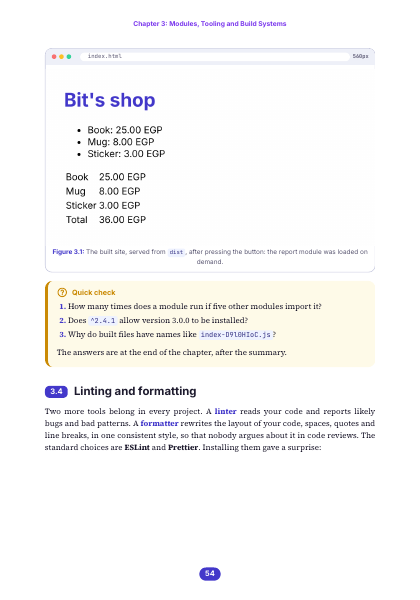 Chapter 3: Modules, Tooling and Build Systems
index.html
560px
Bit's shop
• Book: 25.00 EGP
• Mug: 8.00 EGP
• Sticker: 3.00 EGP
Book 25.00 EGP
Mug 8.00 EGP
Sticker 3.00 EGP
Total 36.00 EGP
Figure 3.1: The built site, served from dist, after pressing the button: the report module was loaded on
demand.
? Quick check
1. How many times does a module run if five other modules import it?
2. Does ^2.4.1 allow version 3.0.0 to be installed?
3. Why do built files have names like index-D9l0HIoC.js?
The answers are at the end of the chapter, after the summary.
3.4 Linting and formatting
Two more tools belong in every project. A linter reads your code and reports likely
bugs and bad patterns. A formatter rewrites the layout of your code, spaces, quotes and
line breaks, in one consistent style, so that nobody argues about it in code reviews. The
standard choices are ESLint and Prettier. Installing them gave a surprise:
54